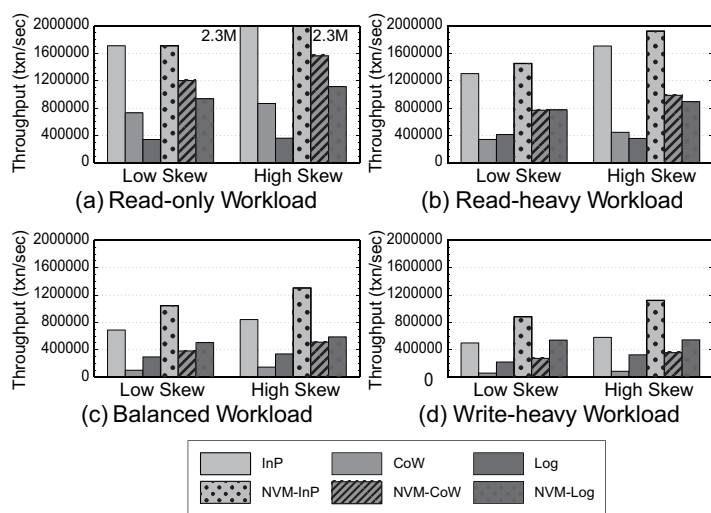 2.3M 2.3M
Throughput (txn/sec)
2000000
1600000
1200000
800000
400000
0
Low Skew High Skew
(a) Read-only Workload
Throughput (txn/sec)
2000000
1600000
1200000
800000
400000
0
Low Skew High Skew
(b) Read-heavy Workload
Throughput (txn/sec)
2000000
1600000
1200000
800000
400000
0
Low Skew High Skew
(c) Balanced Workload
Throughput (txn/sec)
2000000
1600000
1200000
800000
400000
0
Low Skew High Skew
(d) Write-heavy Workload
InP CoW Log
NVM-InP NVM-CoW NVM-Log